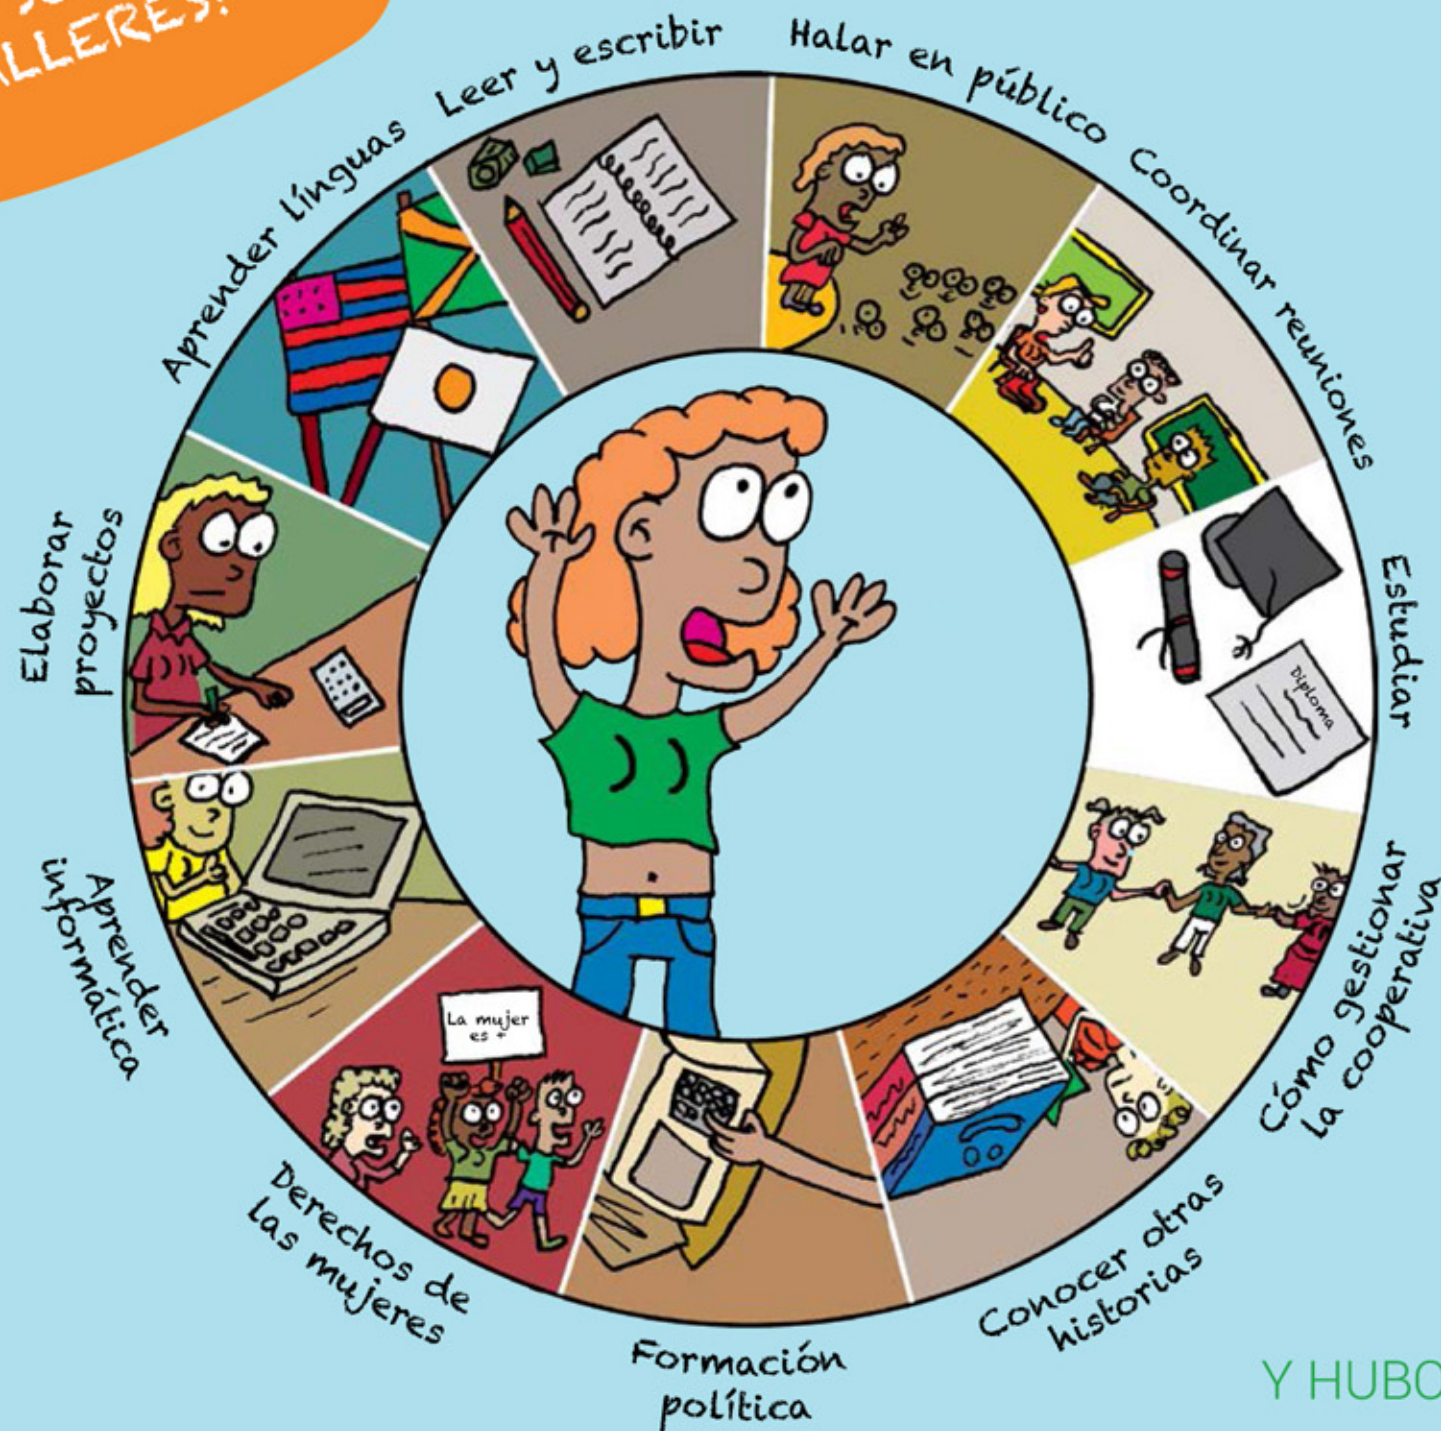 ALLERES!
Leer y escribir
Halar en público
Coordinar reuniones
Estudiar
Diploma
Cómo gestionar
la cooperativa
Conocer otras
historias
Formación
política
Derechos de
las mujeres
La mujer
es +
Aprender
informática
Elaborar
proyectos
Aprender línguas
Y HUBO